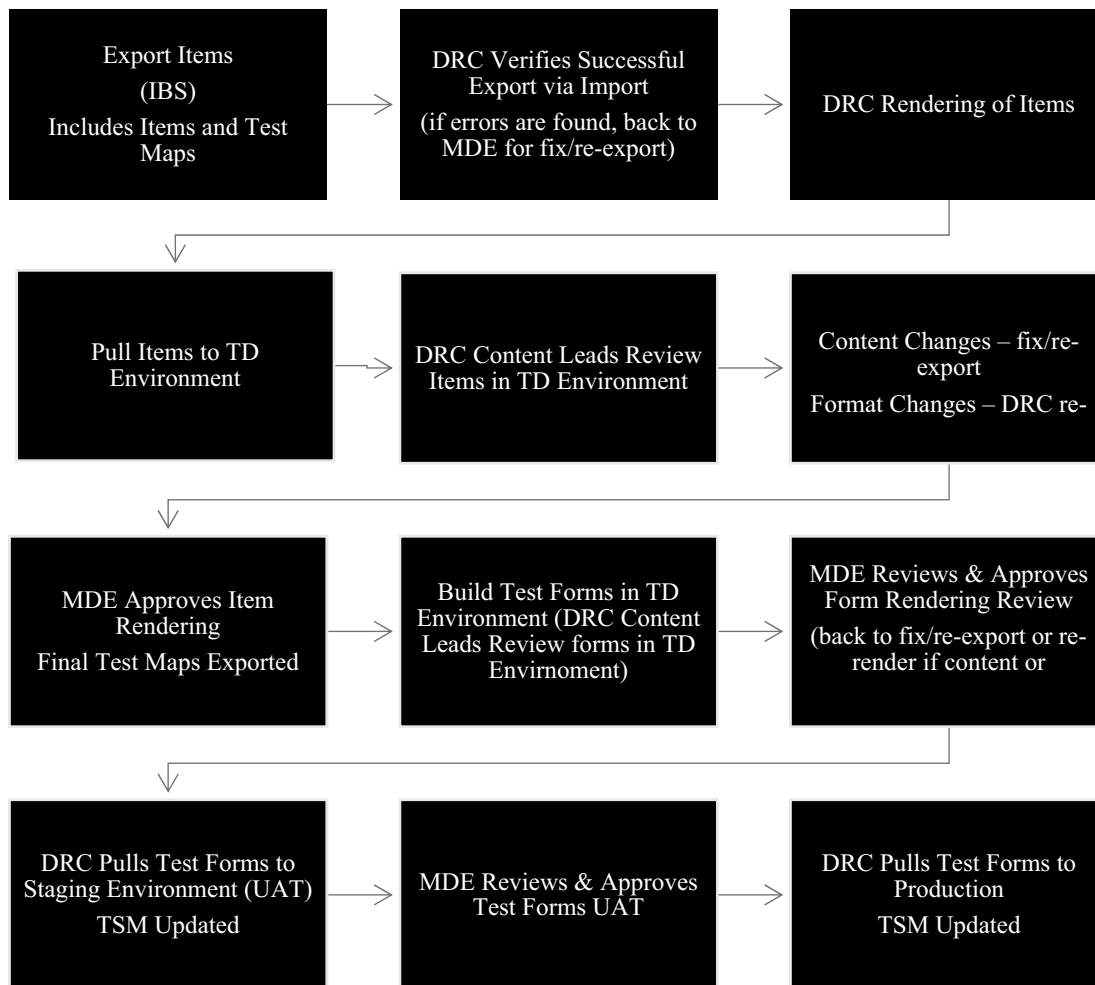 Export Items
(IBS)
Includes Items and Test
Maps
DRC Verifies Successful
Export via Import
(if errors are found, back to
MDE for fix/re-export)
DRC Rendering of Items
Pull Items to TD
Environment
DRC Content Leads Review
Items in TD Environment
Content Changes – fix/re-
export
Format Changes – DRC re-
MDE Approves Item
Rendering
Final Test Maps Exported
Build Test Forms in TD
Environment (DRC Content
Leads Review forms in TD
Envirnoment)
MDE Reviews & Approves
Form Rendering Review
(back to fix/re-export or re-
render if content or
DRC Pulls Test Forms to
Staging Environment (UAT)
TSM Updated
MDE Reviews & Approves
Test Forms UAT
DRC Pulls Test Forms to
Production
TSM Updated